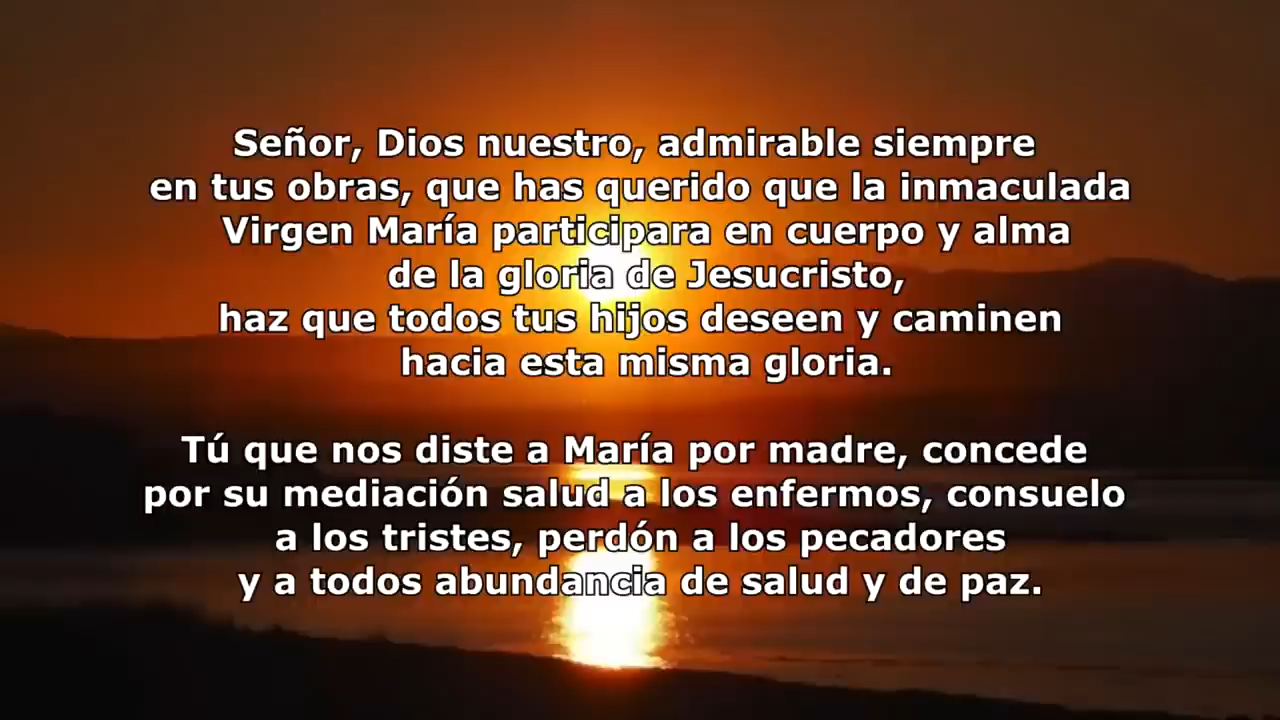 Señor, Dios nuestro, admirable siempre
en tus obras, que has querido que la inmaculada
Virgen María participara en cuerpo y alma
de la gloria de Jesucristo,
haz que todos tus hijos deseen y caminen
hacia esta misma gloria.
Tú que nos diste a María por madre, concede
por su mediación salud a los enfermos, consuelo
a los tristes, perdón a los pecadores
y a todos abundancia de salud y de paz.